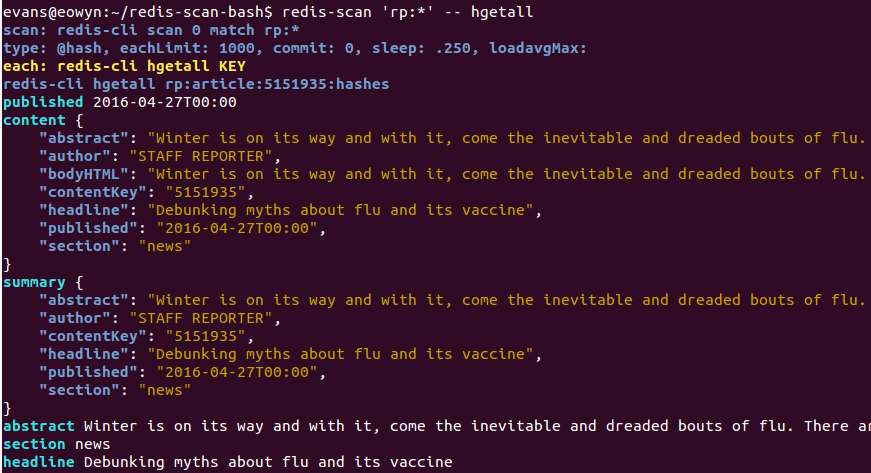 evans@eowyn:~/redis-scan-bash$ redis-scan 'rp:*' -- hgetall
scan: redis-cli scan 0 match rp:*
type: @hash, eachLimit: 1000, commit: 0, sleep: .250, loadavgMax:
each: redis-cli hgetall KEY
redis-cli hgetall rp:article:5151935:hashes
published 2016-04-27T00:00
content {
    "abstract": "Winter is on its way and with it, come the inevitable and dreaded bouts of flu.
    "author": "STAFF REPORTER",
    "bodyHTML": "Winter is on its way and with it, come the inevitable and dreaded bouts of flu.
    "contentKey": "5151935",
    "headline": "Debunking myths about flu and its vaccine",
    "published": "2016-04-27T00:00",
    "section": "news"
}
summary {
    "abstract": "Winter is on its way and with it, come the inevitable and dreaded bouts of flu.
    "author": "STAFF REPORTER",
    "contentKey": "5151935",
    "headline": "Debunking myths about flu and its vaccine",
    "published": "2016-04-27T00:00",
    "section": "news"
}
abstract Winter is on its way and with it, come the inevitable and dreaded bouts of flu. There
section news
headline Debunking myths about flu and its vaccine